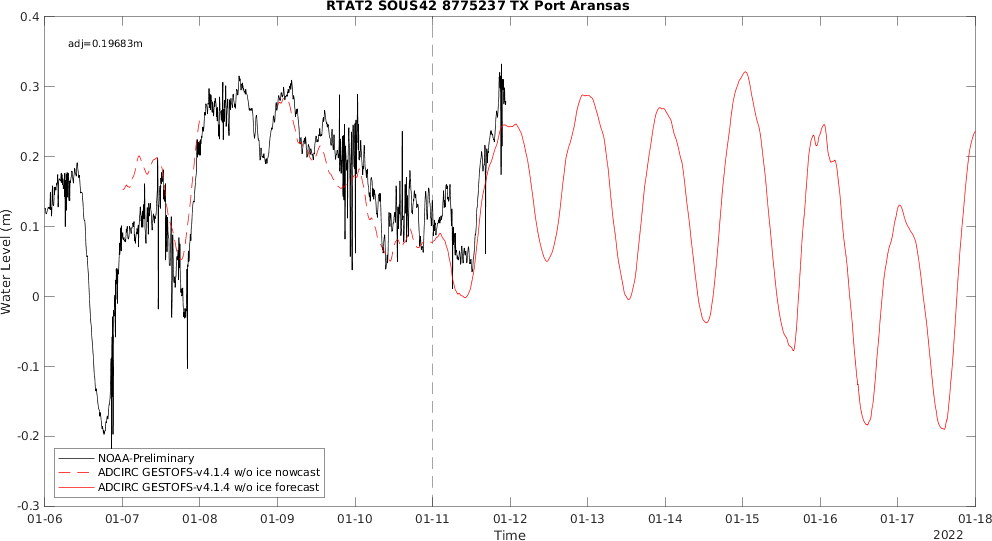 RTAT2 SOUS42 8775237 TX Port Aransas
adj=0.19683m
Water Level (m)
0.4
0.3
0.2
0.1
0
-0.1
-0.2
-0.3
NOAA-Preliminary
ADCIRC GESTOFS-v4.1.4 w/o ice nowcast
ADCIRC GESTOFS-v4.1.4 w/o ice forecast
01-06 01-07 01-08 01-09 01-10 01-11 01-12 01-13 01-14 01-15 01-16 01-17 01-18
Time
2022